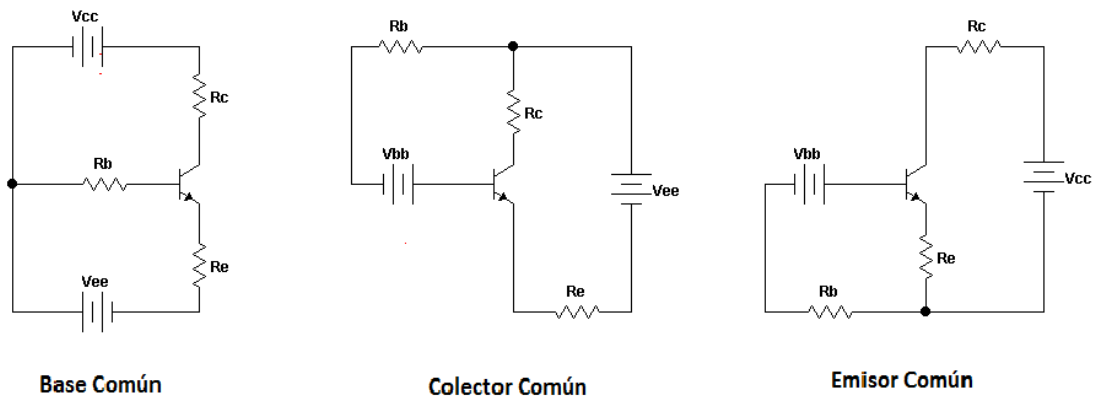 Vcc
Rc
Rb
Re
Vee
Base Común
Rb
Rc
Vbb
Vee
Re
Colector Común
Rc
Vbb
Vcc
Re
Rb
Emisor Común